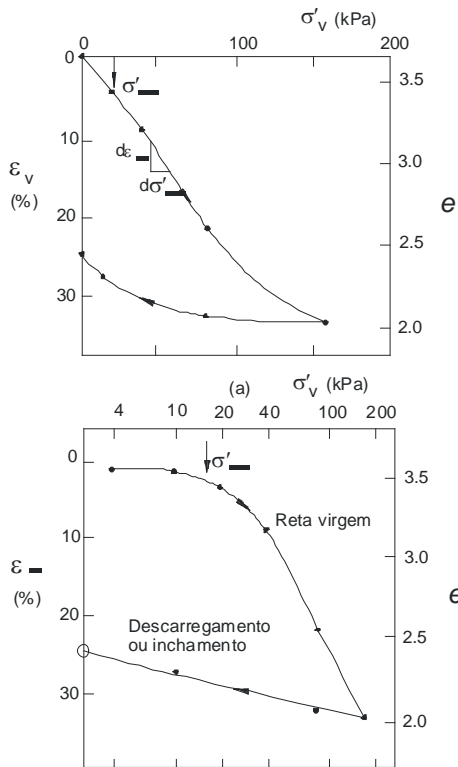 σ'v (kPa)
0 100 200
0 3.5
σ'
10
dε
3.0
εv
dσ'
(%)
e
20
2.5
30
2.0
(a) σ'v (kPa)
4 10 20 40 100 200
0
σ'
3.5
Reta virgem
10
3.0
ε
(%)
e
20
Descarregamento
2.5
ou inchamento
30
2.0